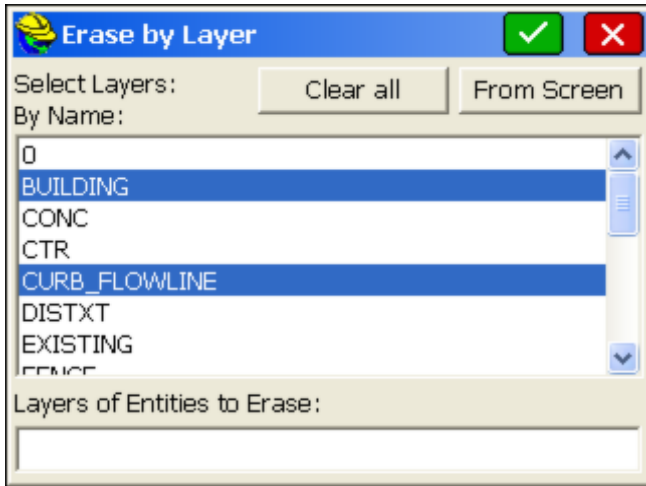 Erase by Layer
Select Layers:
Clear all
From Screen
By Name:
0
BUILDING
CONC
CTR
CURB_FLOWLINE
DISTXT
EXISTING
FENCE
Layers of Entities to Erase: